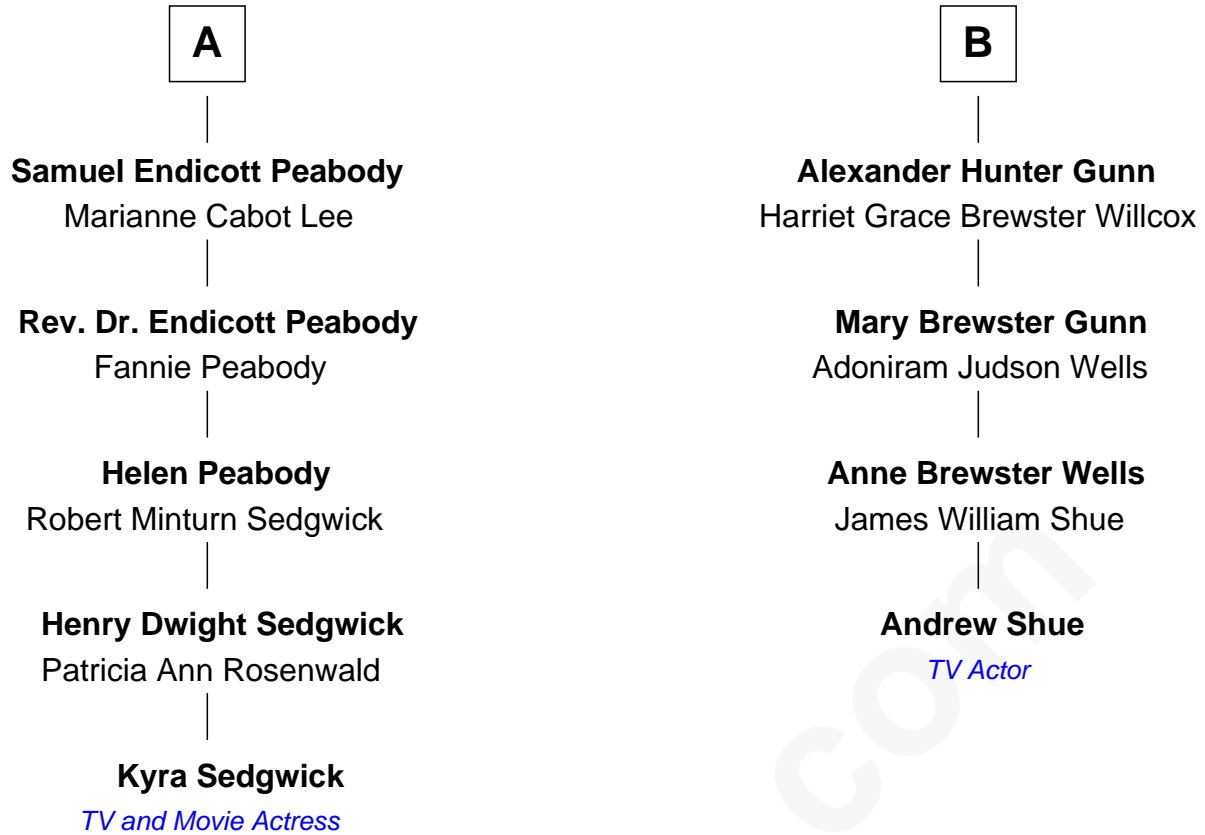 A
Samuel Endicott Peabody
Marianne Cabot Lee
Rev. Dr. Endicott Peabody
Fannie Peabody
Helen Peabody
Robert Minturn Sedgwick
Henry Dwight Sedgwick
Patricia Ann Rosenwald
Kyra Sedgwick
TV and Movie Actress
B
Alexander Hunter Gunn
Harriet Grace Brewster Willcox
Mary Brewster Gunn
Adoniram Judson Wells
Anne Brewster Wells
James William Shue
Andrew Shue
TV Actor
com